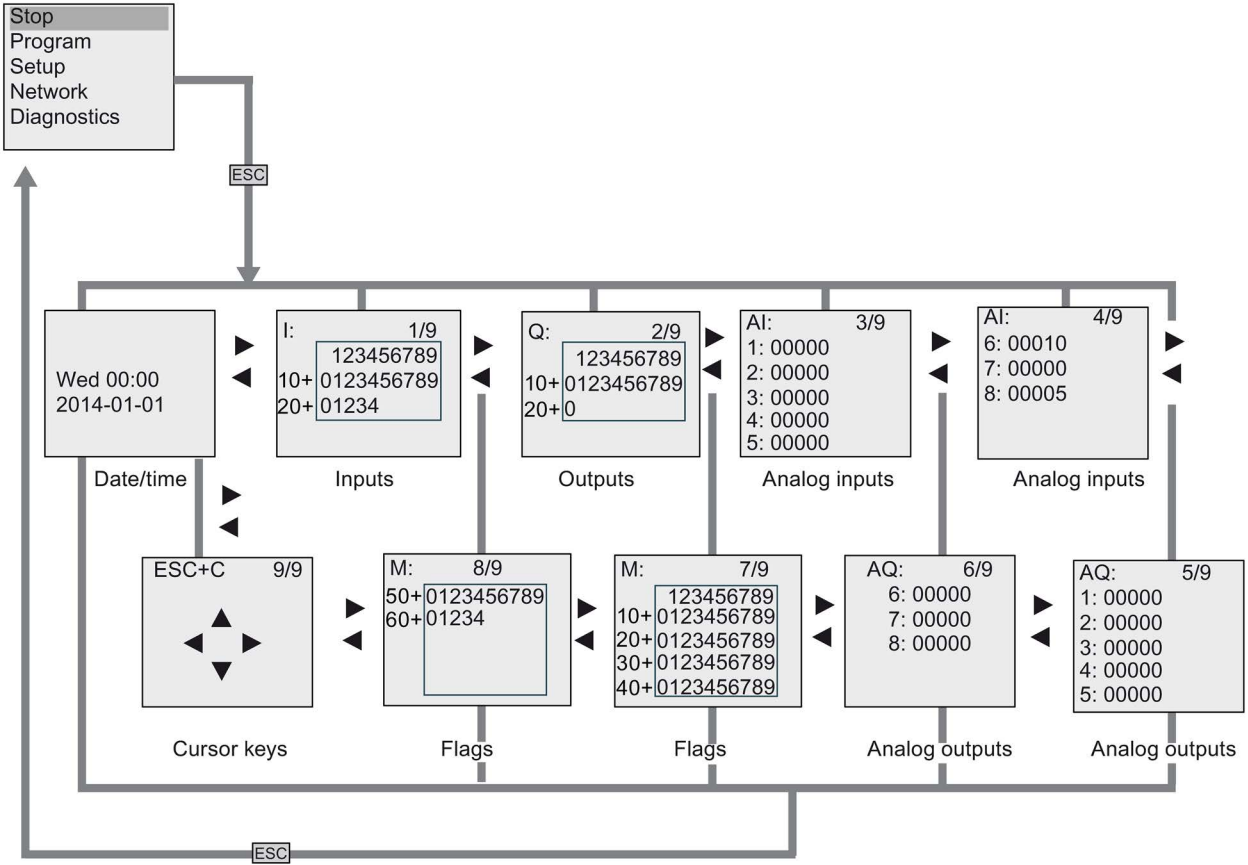 Stop
Program
Setup
Network
Diagnostics
ESC
Wed 00:00
2014-01-01
Date/time
I: 1/9
123456789
10+ 0123456789
20+ 01234
Inputs
Q: 2/9
123456789
10+ 0123456789
20+ 0
Outputs
AI: 3/9
1: 00000
2: 00000
3: 00000
4: 00000
5: 00000
Analog inputs
AI: 4/9
6: 00010
7: 00000
8: 00005
Analog inputs
ESC+C 9/9
Cursor keys
M: 8/9
50+ 0123456789
60+ 01234
Flags
M: 7/9
123456789
10+ 0123456789
20+ 0123456789
30+ 0123456789
40+ 0123456789
Flags
AQ: 6/9
6: 00000
7: 00000
8: 00000
Analog outputs
AQ: 5/9
1: 00000
2: 00000
3: 00000
4: 00000
5: 00000
Analog outputs
ESC